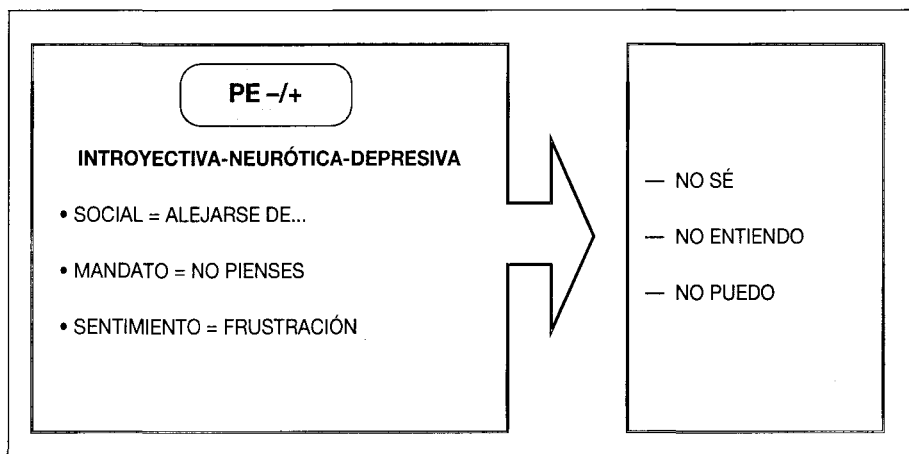 PE –/+
INTROYECTIVA-NEURÓTICA-DEPRESIVA
• SOCIAL = ALEJARSE DE...
• MANDATO = NO PIENSES
• SENTIMIENTO = FRUSTRACIÓN
— NO SÉ
— NO ENTIENDO
— NO PUEDO